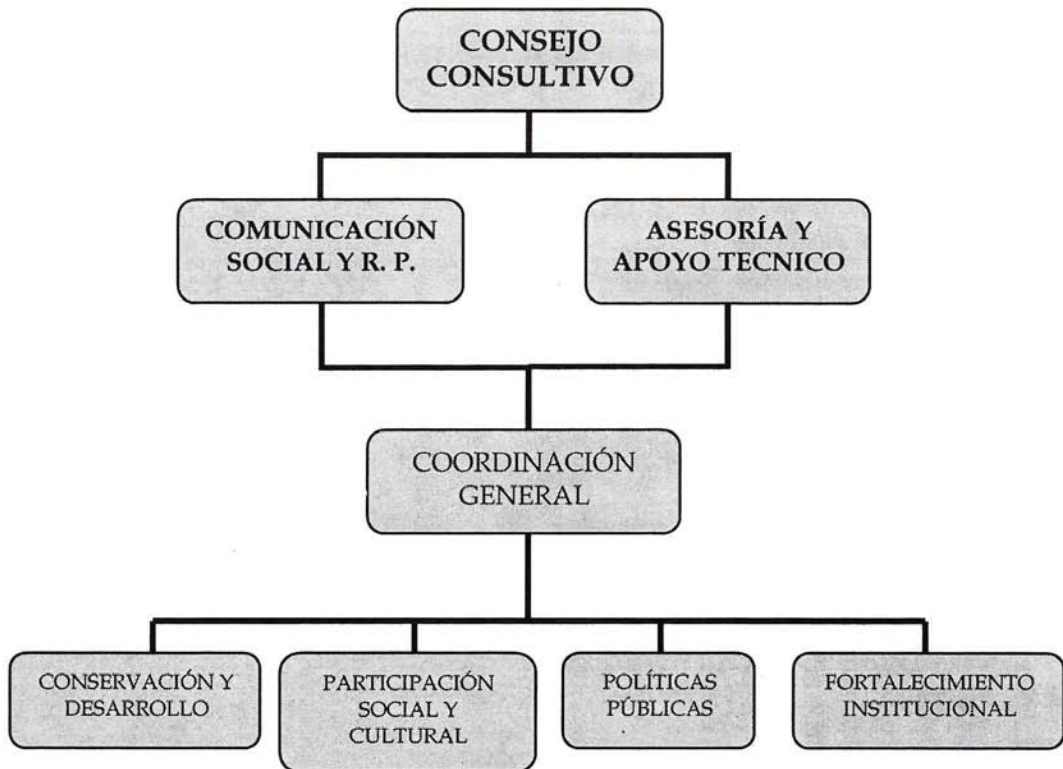 CONSEJO
CONSULTIVO
COMUNICACIÓN
SOCIAL Y R. P.
ASESORÍA Y
APOYO TECNICO
COORDINACIÓN
GENERAL
CONSERVACIÓN Y
DESARROLLO
PARTICIPACIÓN
SOCIAL Y
CULTURAL
POLÍTICAS
PÚBLICAS
FORTALECIMIENTO
INSTITUCIONAL